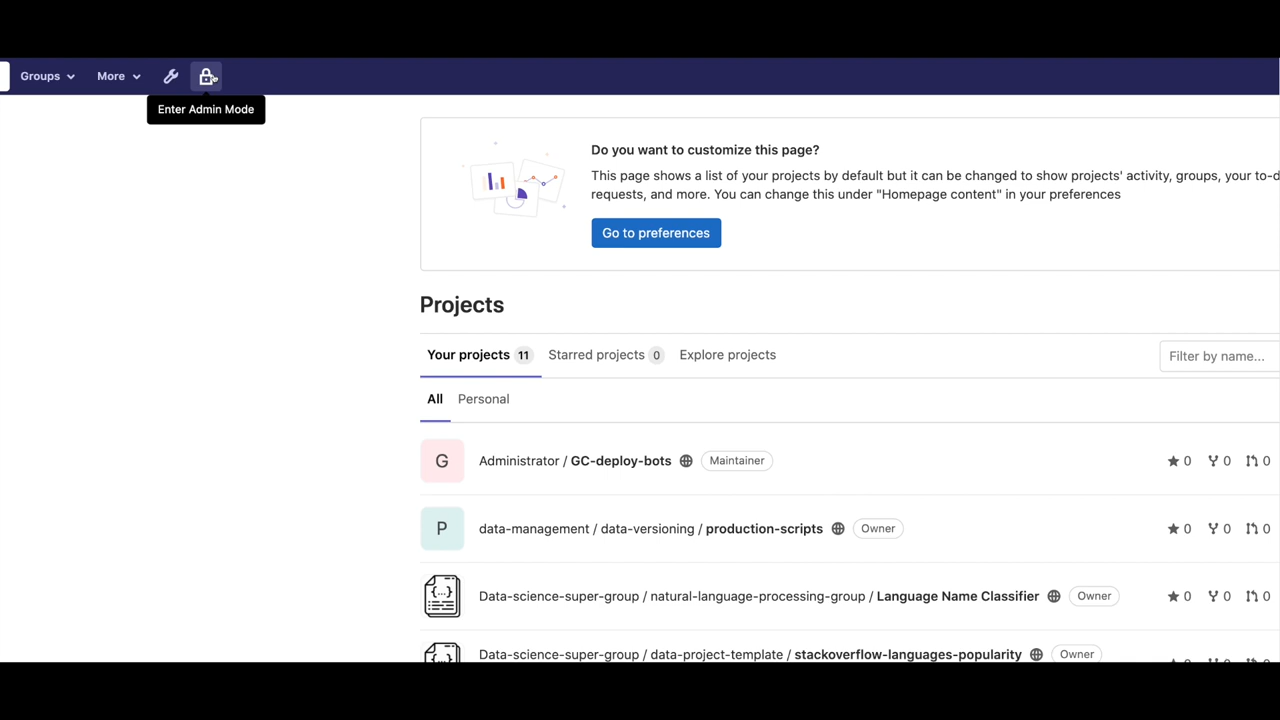 Groups More
Enter Admin Mode
Do you want to customize this page?
This page shows a list of your projects by default but it can be changed to show projects' activity, groups, your to-d
requests, and more. You can change this under "Homepage content" in your preferences
Go to preferences
Projects
Your projects 11 Starred projects 0 Explore projects
Filter by name...
All Personal
G Administrator / GC-deploy-bots Maintainer 0 0 0
P data-management / data-versioning / production-scripts Owner 0 0 0
{...} Data-science-super-group / natural-language-processing-group / Language Name Classifier Owner 0 0 0
Data-science-super-group / data-project-template / stackoverflow-languages-popularity Owner